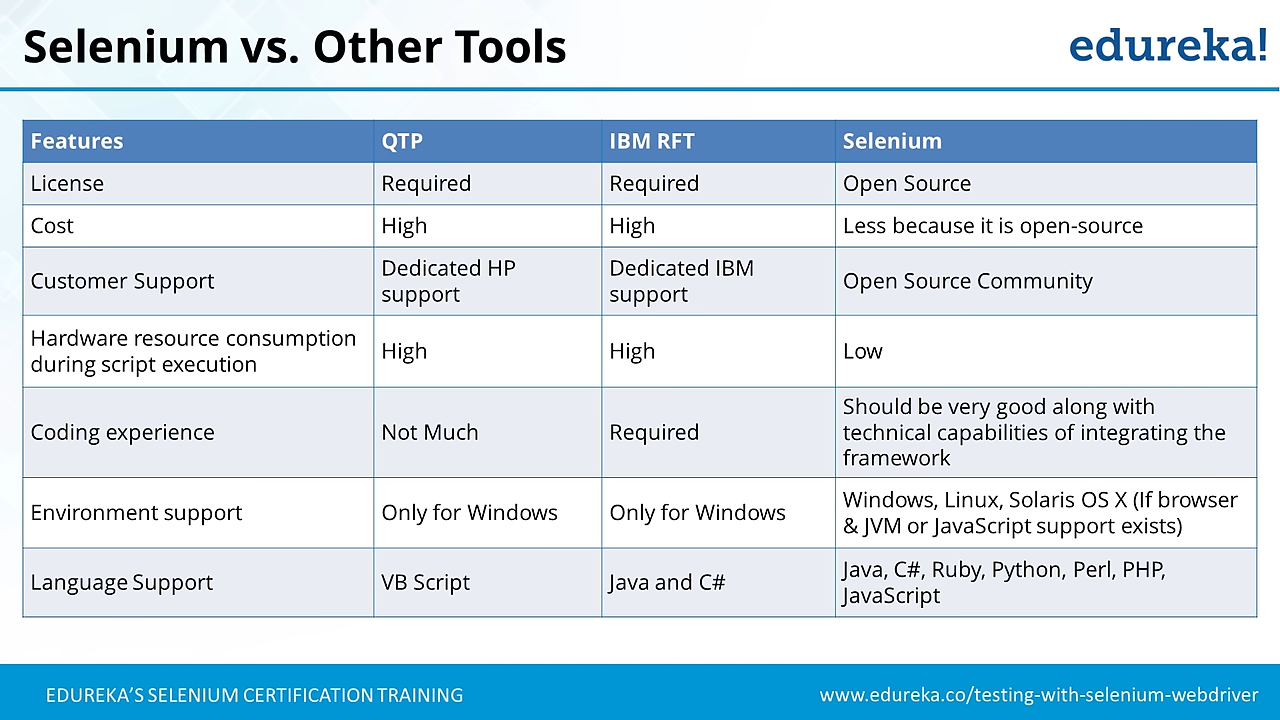 Selenium vs. Other Tools
edureka!
Features QTP IBM RFT Selenium
License Required Required Open Source
Cost High High Less because it is open-source
Customer Support
Dedicated HP
support
Dedicated IBM
support
Open Source Community
Hardware resource consumption
during script execution
High
High
Low
Coding experience
Not Much
Required
Should be very good along with
technical capabilities of integrating the
framework
Environment support
Only for Windows
Only for Windows
Windows, Linux, Solaris OS X (If browser
& JVM or JavaScript support exists)
Language Support
VB Script
Java and C#
Java, C#, Ruby, Python, Perl, PHP,
JavaScript
EDUREKA’S SELENIUM CERTIFICATION TRAINING
www.edureka.co/testing-with-selenium-webdriver